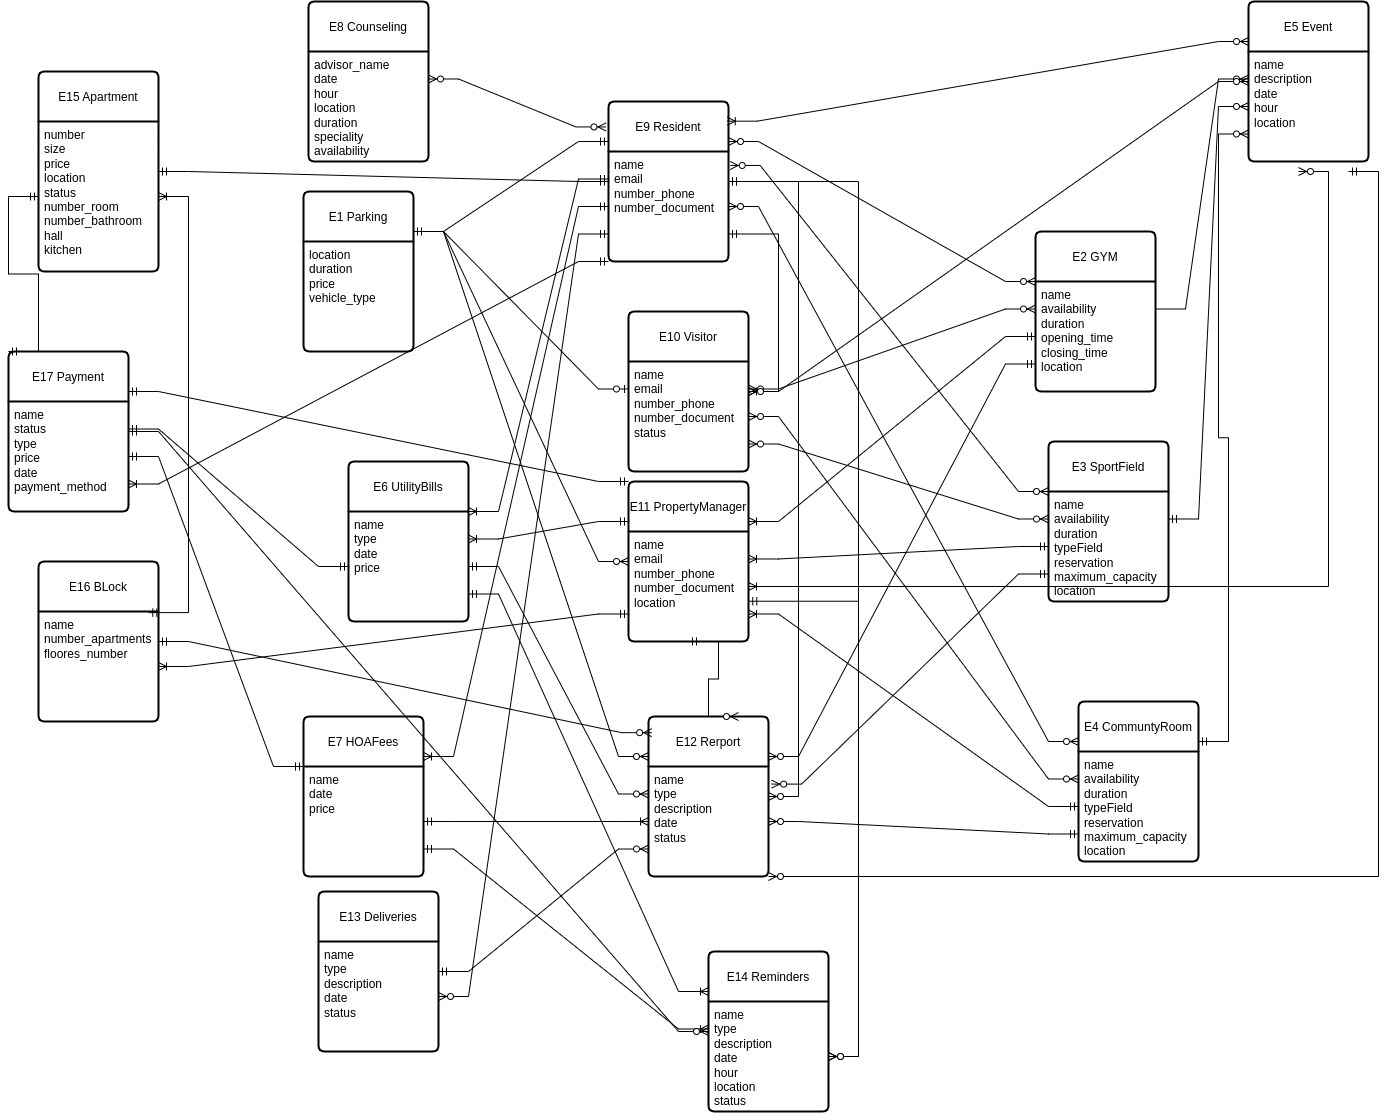 E8 Counseling
advisor_name
date
hour
location
duration
speciality
availability
E5 Event
name
description
date
hour
location
E15 Apartment
number
size
price
location
status
number_room
number_bathroom
hall
kitchen
E9 Resident
name
email
number_phone
number_document
E1 Parking
location
duration
price
vehicle_type
E2 GYM
name
availability
duration
opening_time
closing_time
location
E10 Visitor
name
email
number_phone
number_document
status
E17 Payment
name
status
type
price
date
payment_method
E3 SportField
name
availability
duration
typeField
reservation
maximum_capacity
location
E6 UtilityBills
name
type
date
price
E11 PropertyManager
name
email
number_phone
number_document
location
E16 BLock
name
number_apartments
floores_number
E4 CommuntyRoom
name
availability
duration
typeField
reservation
maximum_capacity
location
E7 HOAFees
name
date
price
E12 Rerport
name
type
description
date
status
E13 Deliveries
name
type
description
date
status
E14 Reminders
name
type
description
date
hour
location
status